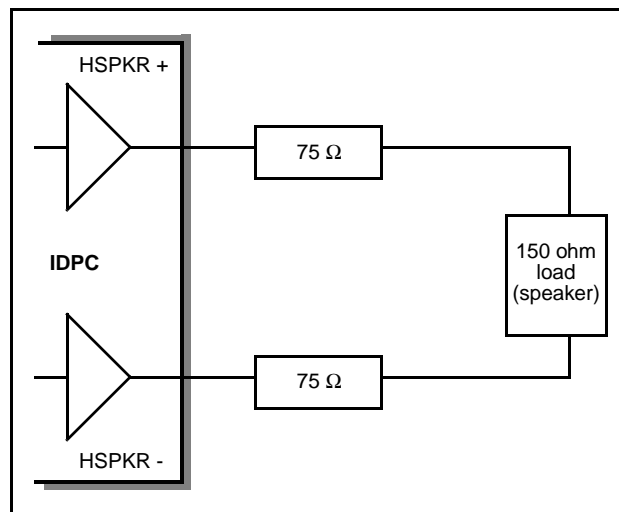 HSPKR +
75 Ω
IDPC
150 ohm
load
(speaker)
75 Ω
HSPKR -